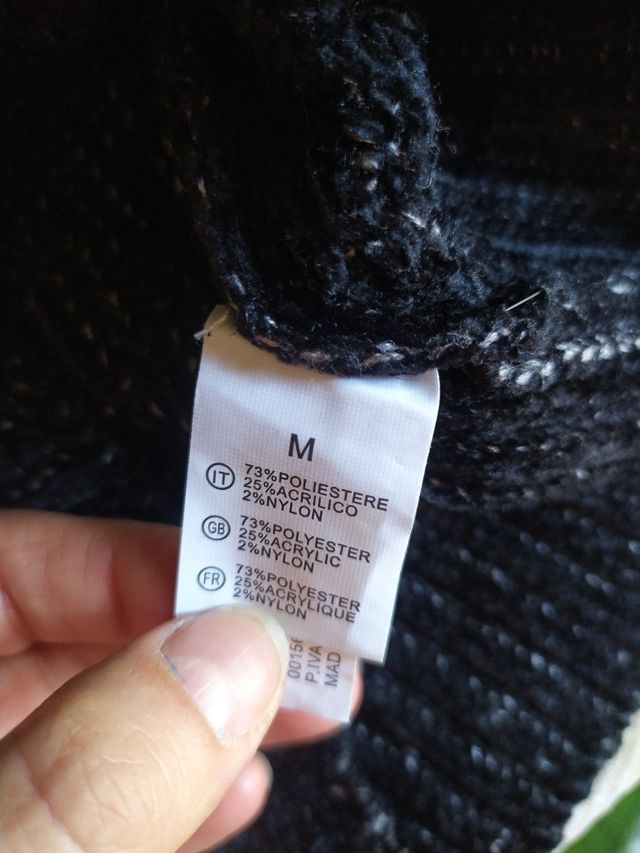 M
IT
73%POLIESTERE
25%ACRILICO
2%NYLON
GB
73%POLYESTER
25%ACRYLIC
2%NYLON
FR
73%POLYESTER
25%ACRYLIQUE
2%NYLON
P.IVA
MAD